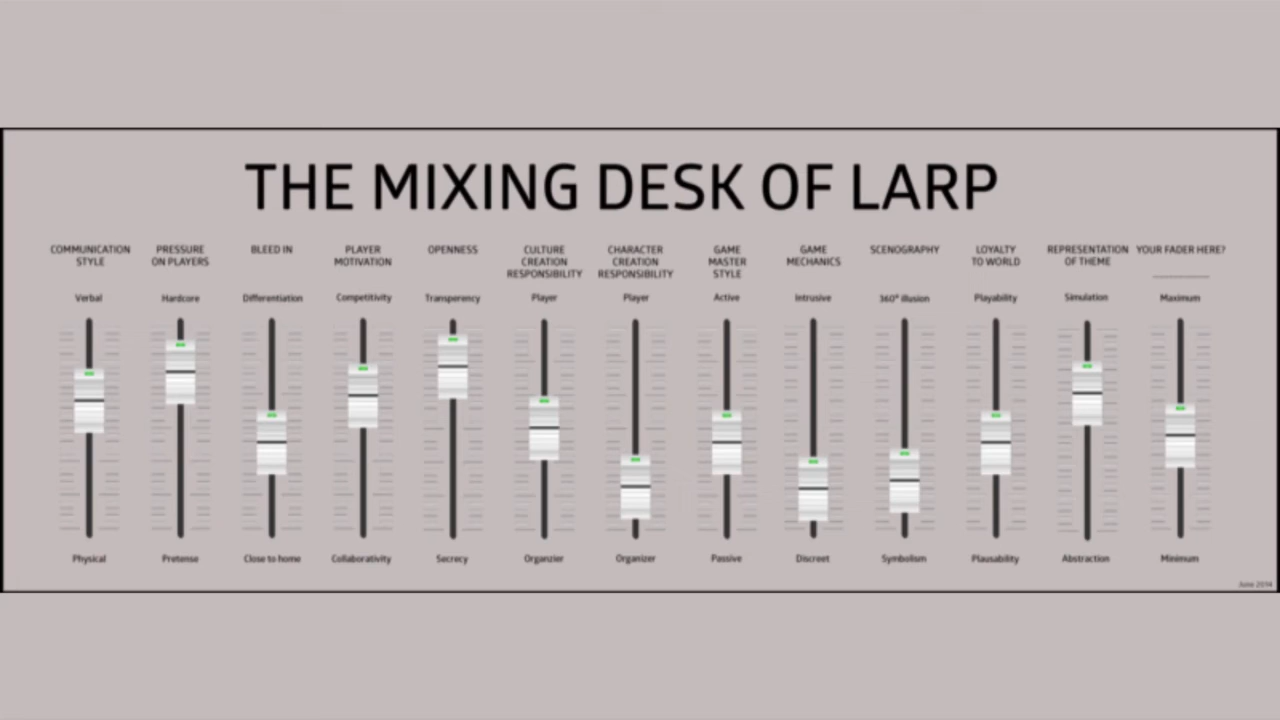 THE MIXING DESK OF LARP
COMMUNICATION
STYLE
PRESSURE
ON PLAYERS
BLEED IN
PLAYER
MOTIVATION
OPENNESS
CULTURE
CREATION
RESPONSIBILITY
CHARACTER
CREATION
RESPONSIBILITY
GAME
MASTER
STYLE
GAME
MECHANICS
SCENOGRAPHY
LOYALTY
TO WORLD
REPRESENTATION
OF THEME
YOUR FADER HERE?
Verbal
Hardcore
Differentiation
Competitivity
Transperency
Player
Player
Active
Intrusive
360° illusion
Playability
Simulation
Maximum
Physical
Pretense
Close to home
Collaborativity
Secrecy
Organzier
Organizer
Passive
Discreet
Symbolism
Plausability
Abstraction
Minimum
June 2014